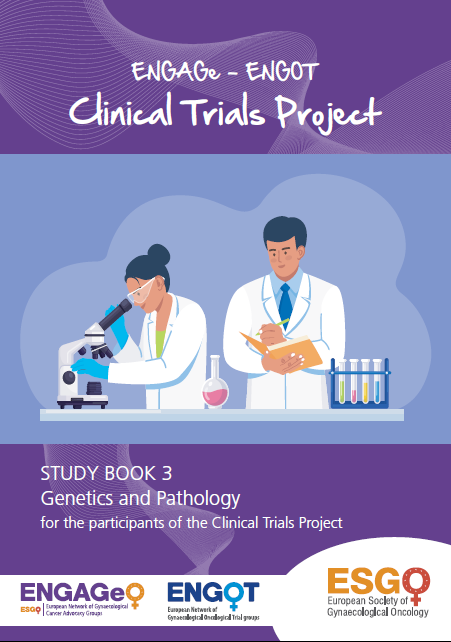 ENGAGe – ENGOT
Clinical Trials Project
STUDY BOOK 3
Genetics and Pathology
for the participants of the Clinical Trials Project
ENGAGe
ESGO
European Network of Gynaecological
Cancer Advocacy Groups
ENGOT
European Network of
Gynaecological Oncological Trial groups
ESGO
European Society of
Gynaecological Oncology